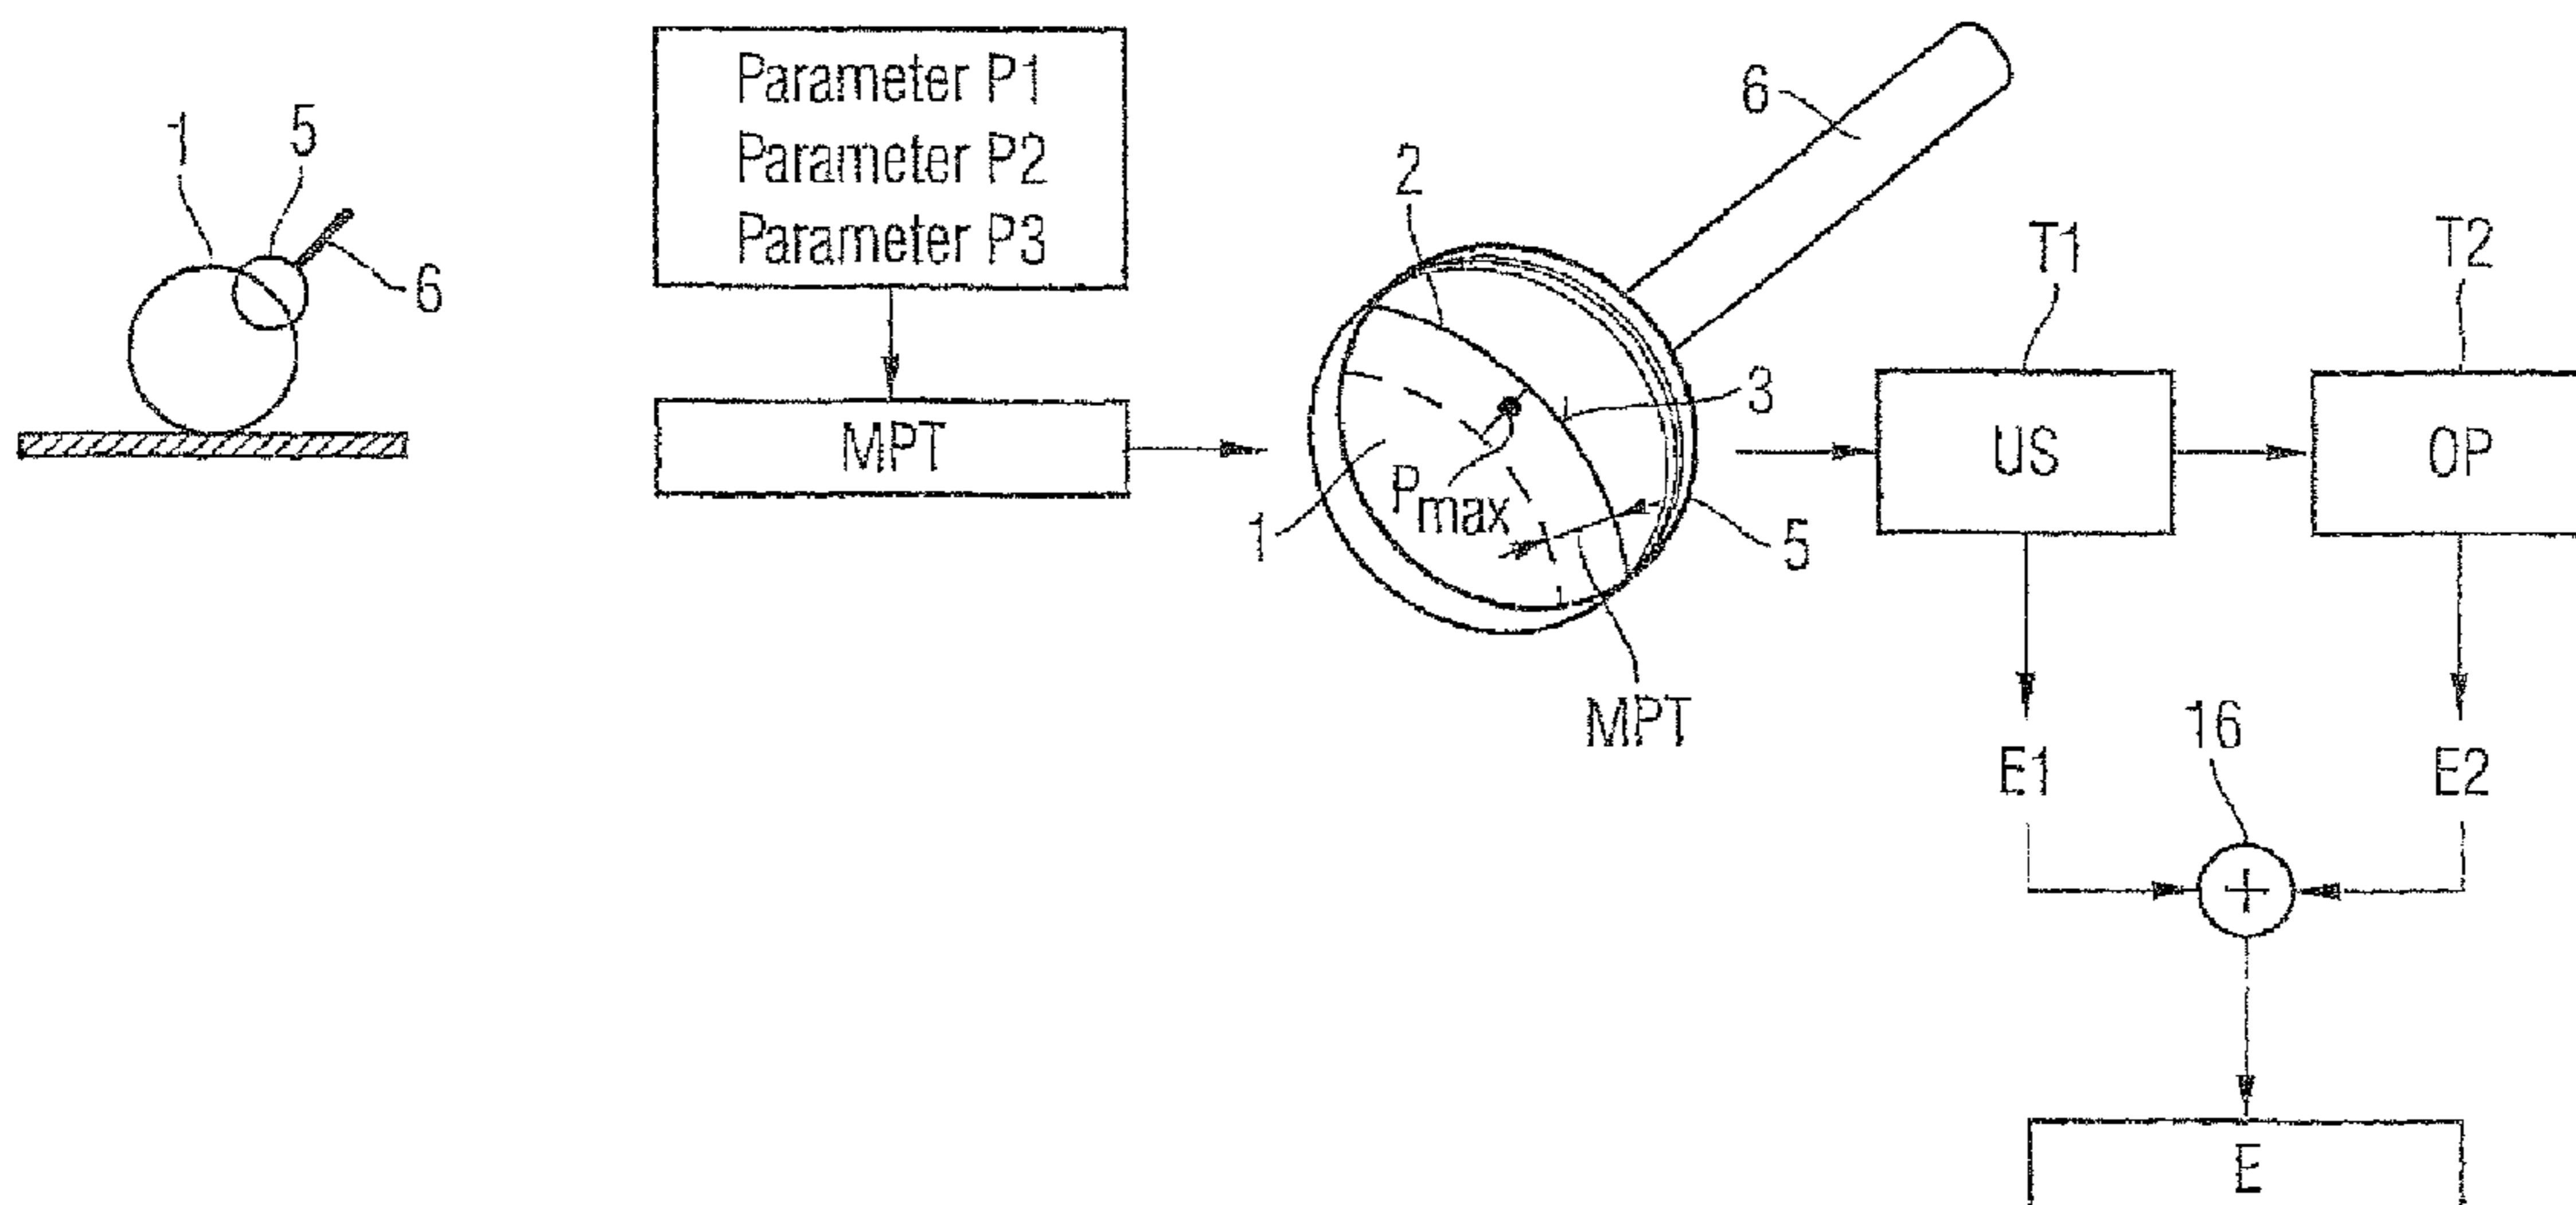 1
5
6
Parameter P1
Parameter P2
Parameter P3
MPT
6
2
3
1
Pmax
5
MPT
T1
T2
US
OP
E1
E2
16
+
E